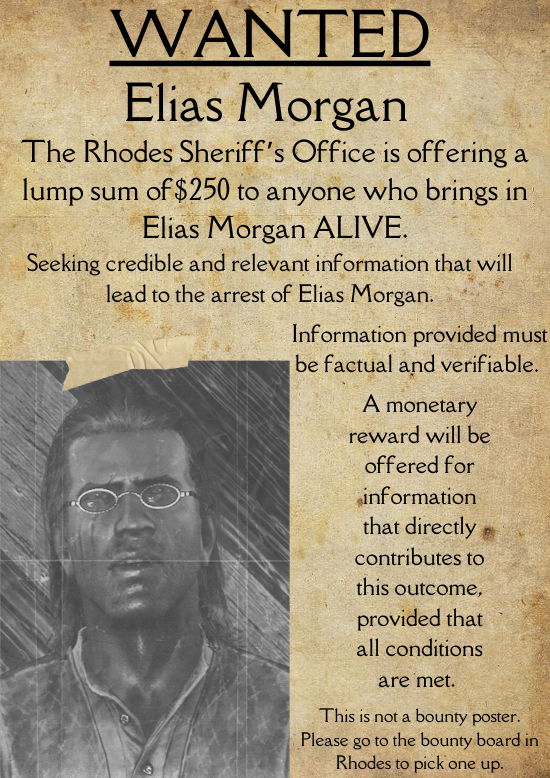 WANTED
Elias Morgan
The Rhodes Sheriff's Office is offering a
lump sum of $250 to anyone who brings in
Elias Morgan ALIVE.
Seeking credible and relevant information that will
lead to the arrest of Elias Morgan.
Information provided must
be factual and verifiable.
A monetary
reward will be
offered for
information
that directly
contributes to
this outcome,
provided that
all conditions
are met.
This is not a bounty poster.
Please go to the bounty board in
Rhodes to pick one up.